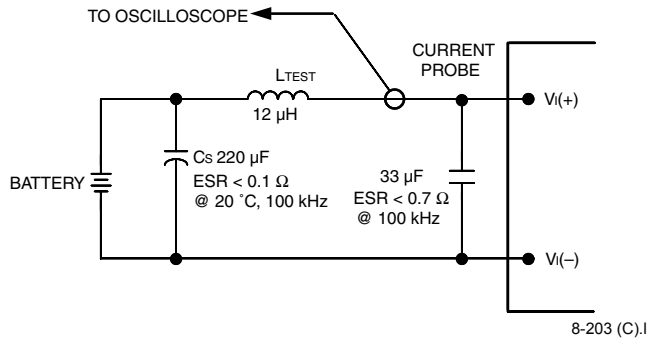 TO OSCILLOSCOPE
CURRENT
PROBE
LTEST
12 µH
VI(+)
CS 220 µF
ESR < 0.1 Ω
@ 20 ˚C, 100 kHz
33 µF
ESR < 0.7 Ω
@ 100 kHz
BATTERY
VI(–)
8-203 (C).l